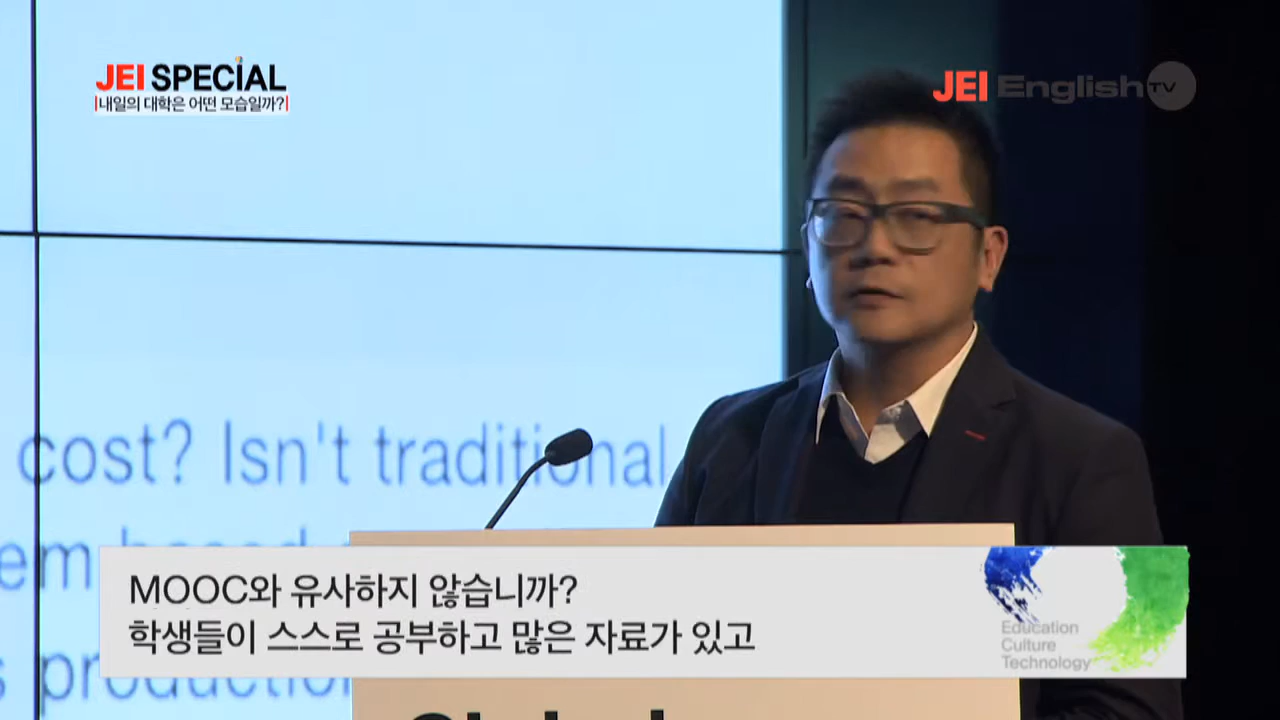 JEI SPECIAL
내일의 대학은 어떤 모습일까?
JEI English TV
cost? Isn't traditional
MOOC와 유사하지 않습니까?
학생들이 스스로 공부하고 많은 자료가 있고
Education
Culture
Technology